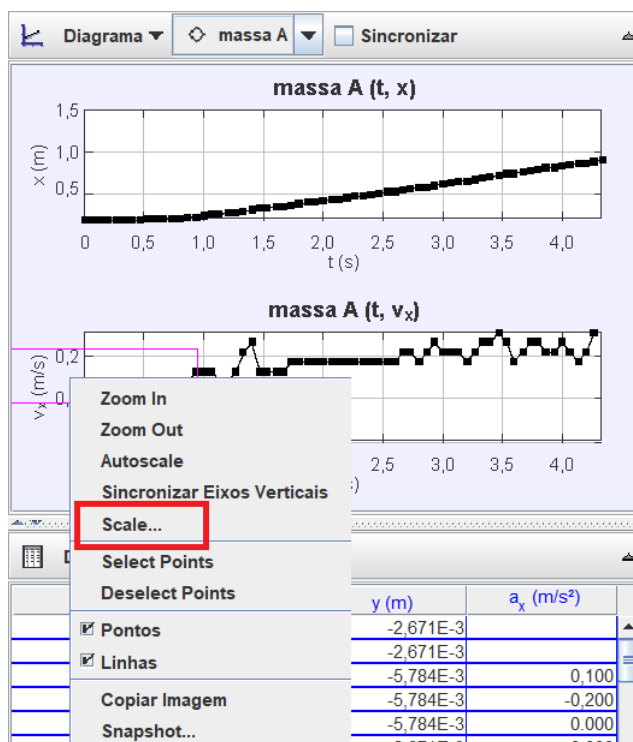 Diagrama massa A Sincronizar
massa A (t, x)
x (m)
1,5
1,0
0,5
0 0,5 1,0 1,5 2,0 2,5 3,0 3,5 4,0
t (s)
massa A (t, vx)
vx (m/s)
0,2
2,5 3,0 3,5 4,0
Zoom In
Zoom Out
Autoscale
Sincronizar Eixos Verticais
Scale...
Select Points
Deselect Points
Pontos
Linhas
Copiar Imagem
Snapshot...
y (m) ax (m/s²)
-2,671E-3
-2,671E-3
-5,784E-3 0,100
-5,784E-3 -0,200
-5,784E-3 0.000